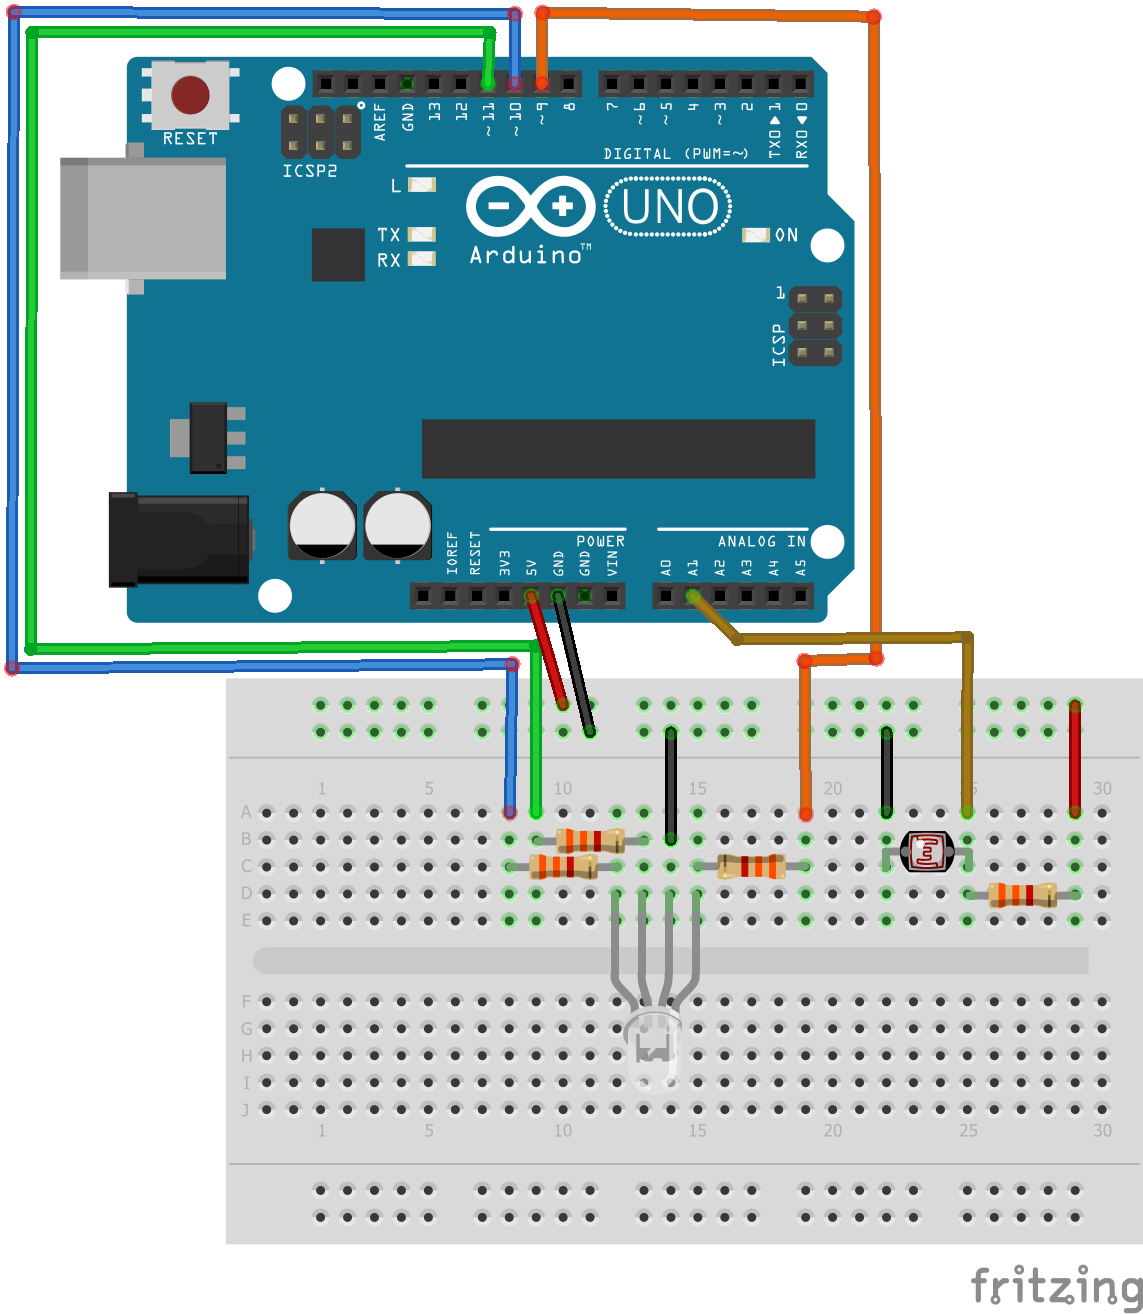 RESET
ICSP2
AREF
GND
13
12
~11
~10
~9
8
7
~6
~5
4
~3
2
TX0▶1
RX0◀0
DIGITAL (PWM=~)
L
TX
RX
UNO
Arduino™
ON
1
ICSP
IOREF
RESET
3V3
5V
GND
GND
VIN
POWER
ANALOG IN
A0
A1
A2
A3
A4
A5
1 5 10 15 20 25 30
A
B
C
D
E
F
G
H
I
J
1 5 10 15 20 25 30
fritzing